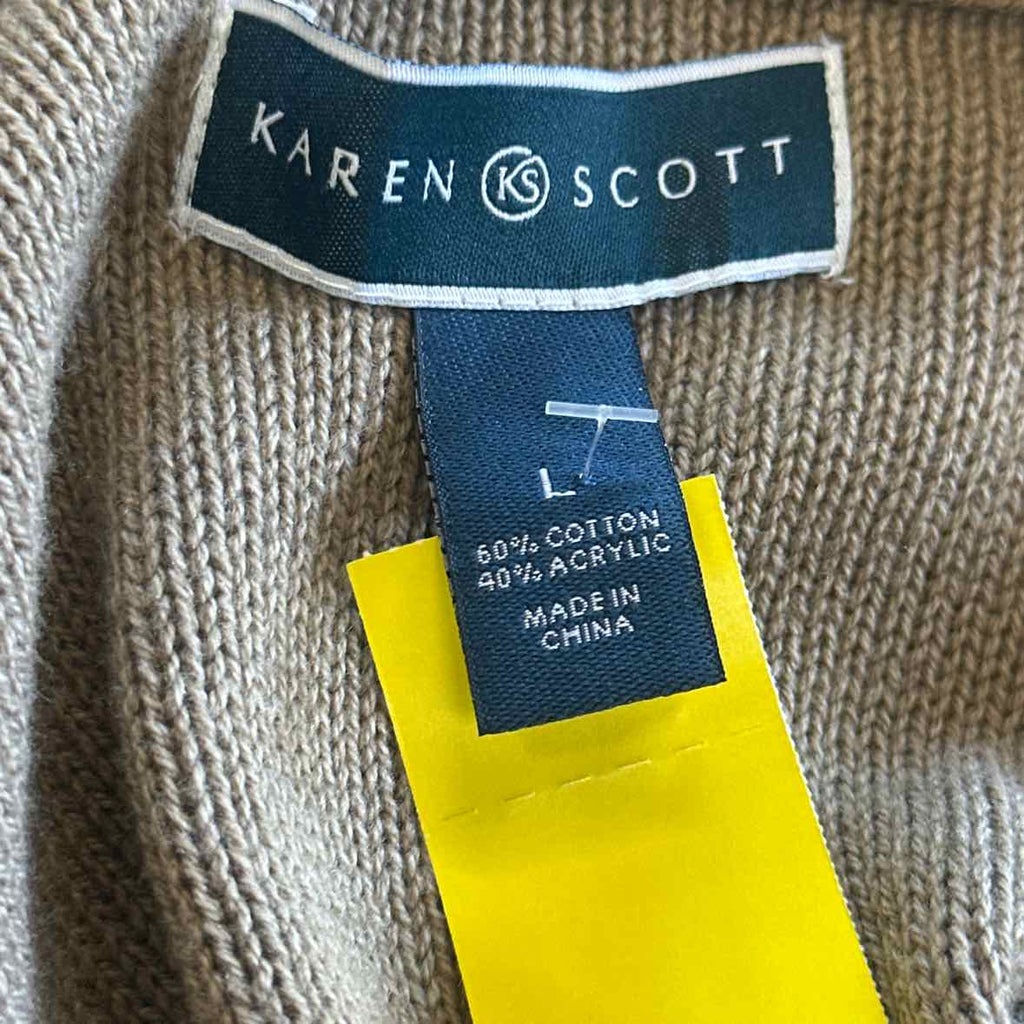 KAREN KS SCOTT
L
60% COTTON
40% ACRYLIC
MADE IN
CHINA